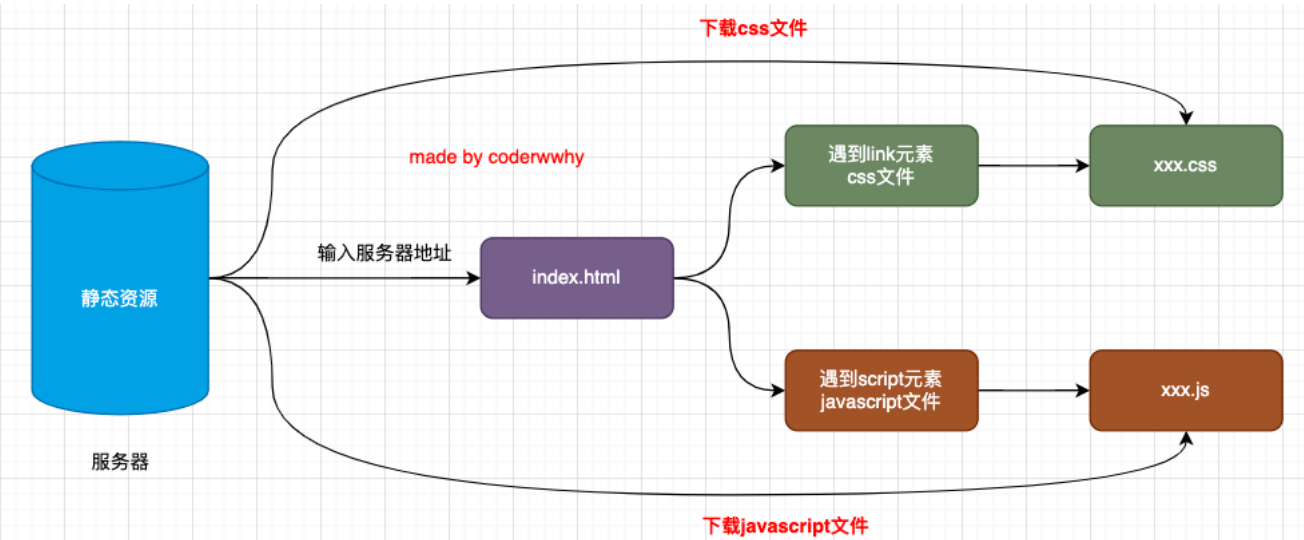 下载css文件
made by coderwwhy
遇到link元素
css文件
xxx.css
输入服务器地址
index.html
静态资源
遇到script元素
javascript文件
xxx.js
服务器
下载javascript文件